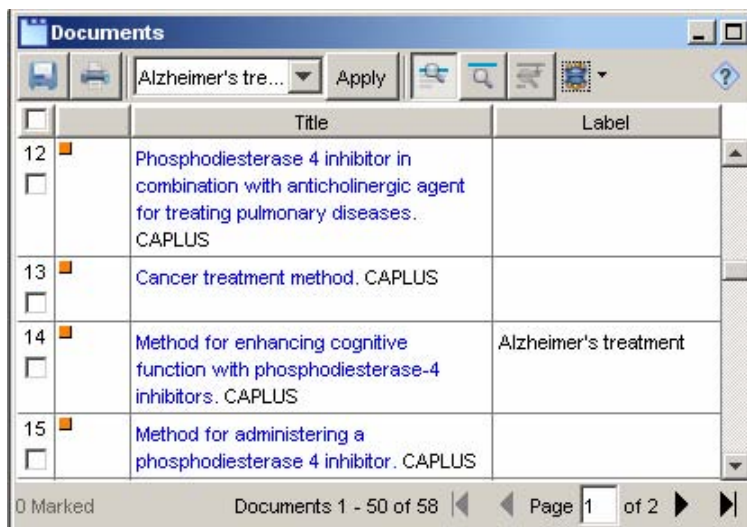 Documents
Alzheimer's tre... Apply
Title Label
12 Phosphodiesterase 4 inhibitor in
combination with anticholinergic agent
for treating pulmonary diseases.
CAPLUS
13 Cancer treatment method. CAPLUS
14 Method for enhancing cognitive Alzheimer's treatment
function with phosphodiesterase-4
inhibitors. CAPLUS
15 Method for administering a
phosphodiesterase 4 inhibitor. CAPLUS
0 Marked Documents 1 - 50 of 58 Page 1 of 2